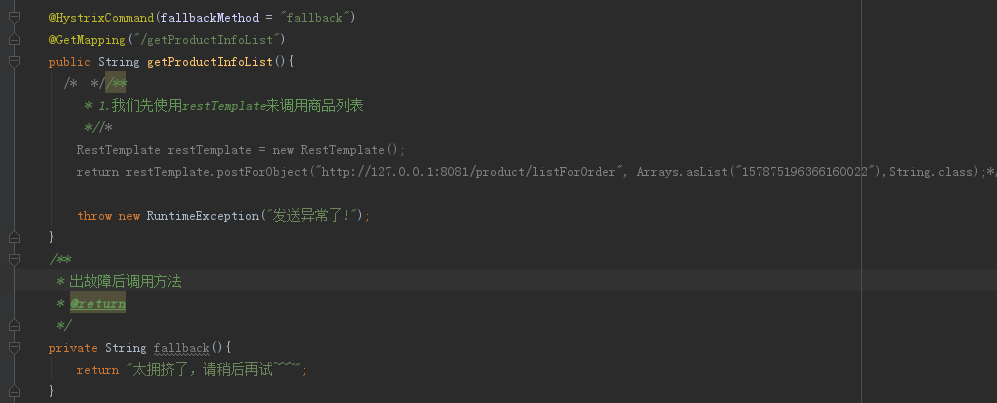 @HystrixCommand(fallbackMethod = "fallback")
@GetMapping("/getProductInfoList")
public String getProductInfoList(){
/* *//**
* 1.我们先使用restTemplate来调用商品列表
*//*
RestTemplate restTemplate = new RestTemplate();
return restTemplate.postForObject("http://127.0.0.1:8081/product/listForOrder", Arrays.asList("157875196366160022"),String.class);*/
throw new RuntimeException("发送异常了!");
}
/**
* 出故障后调用方法
* @return
*/
private String fallback(){
return "太拥挤了，请稍后再试~~~";
}